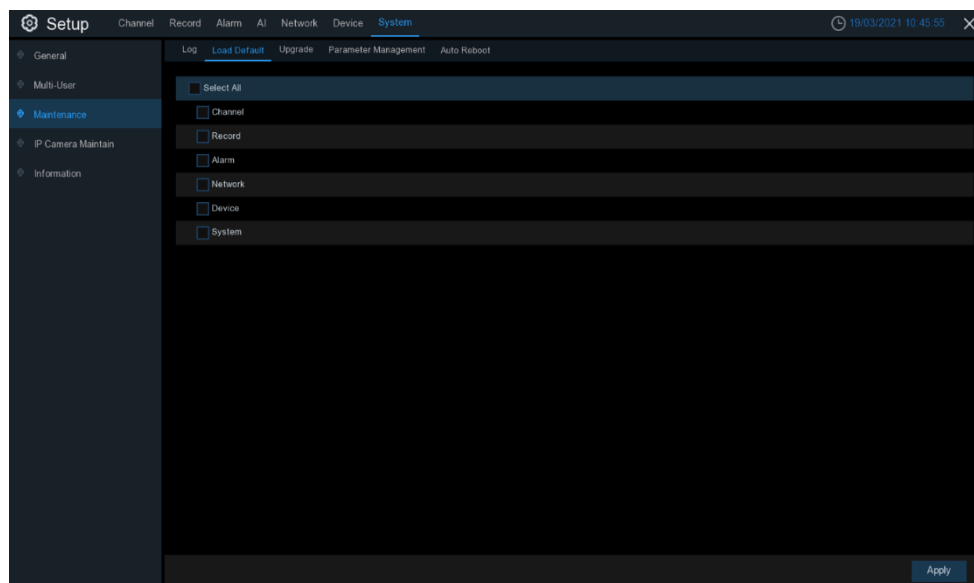 Setup Channel Record Alarm AI Network Device System 19/03/2021 10:45:55
General
Multi-User
Maintenance
IP Camera Maintain
Information
Log Load Default Upgrade Parameter Management Auto Reboot
Select All
Channel
Record
Alarm
Network
Device
System
Apply